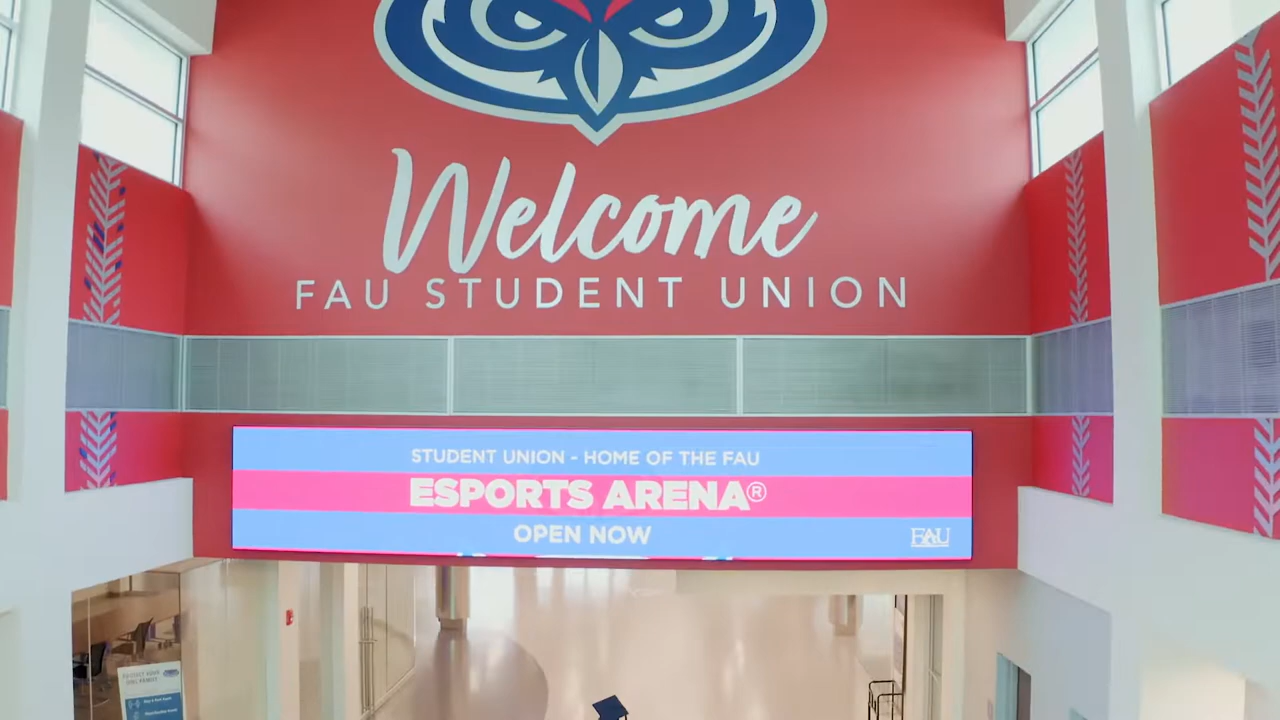 Welcome
FAU STUDENT UNION
STUDENT UNION - HOME OF THE FAU
ESPORTS ARENA®
OPEN NOW
FAU